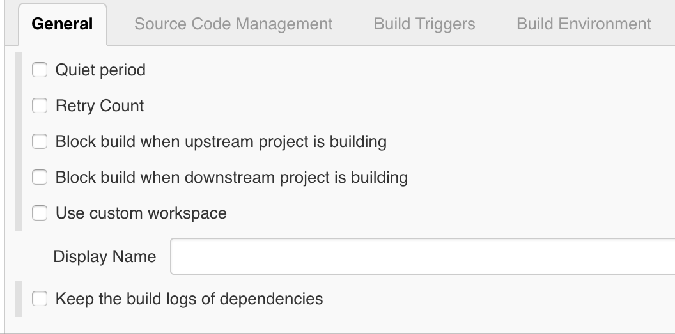 General Source Code Management Build Triggers Build Environment
Quiet period
Retry Count
Block build when upstream project is building
Block build when downstream project is building
Use custom workspace
Display Name
Keep the build logs of dependencies